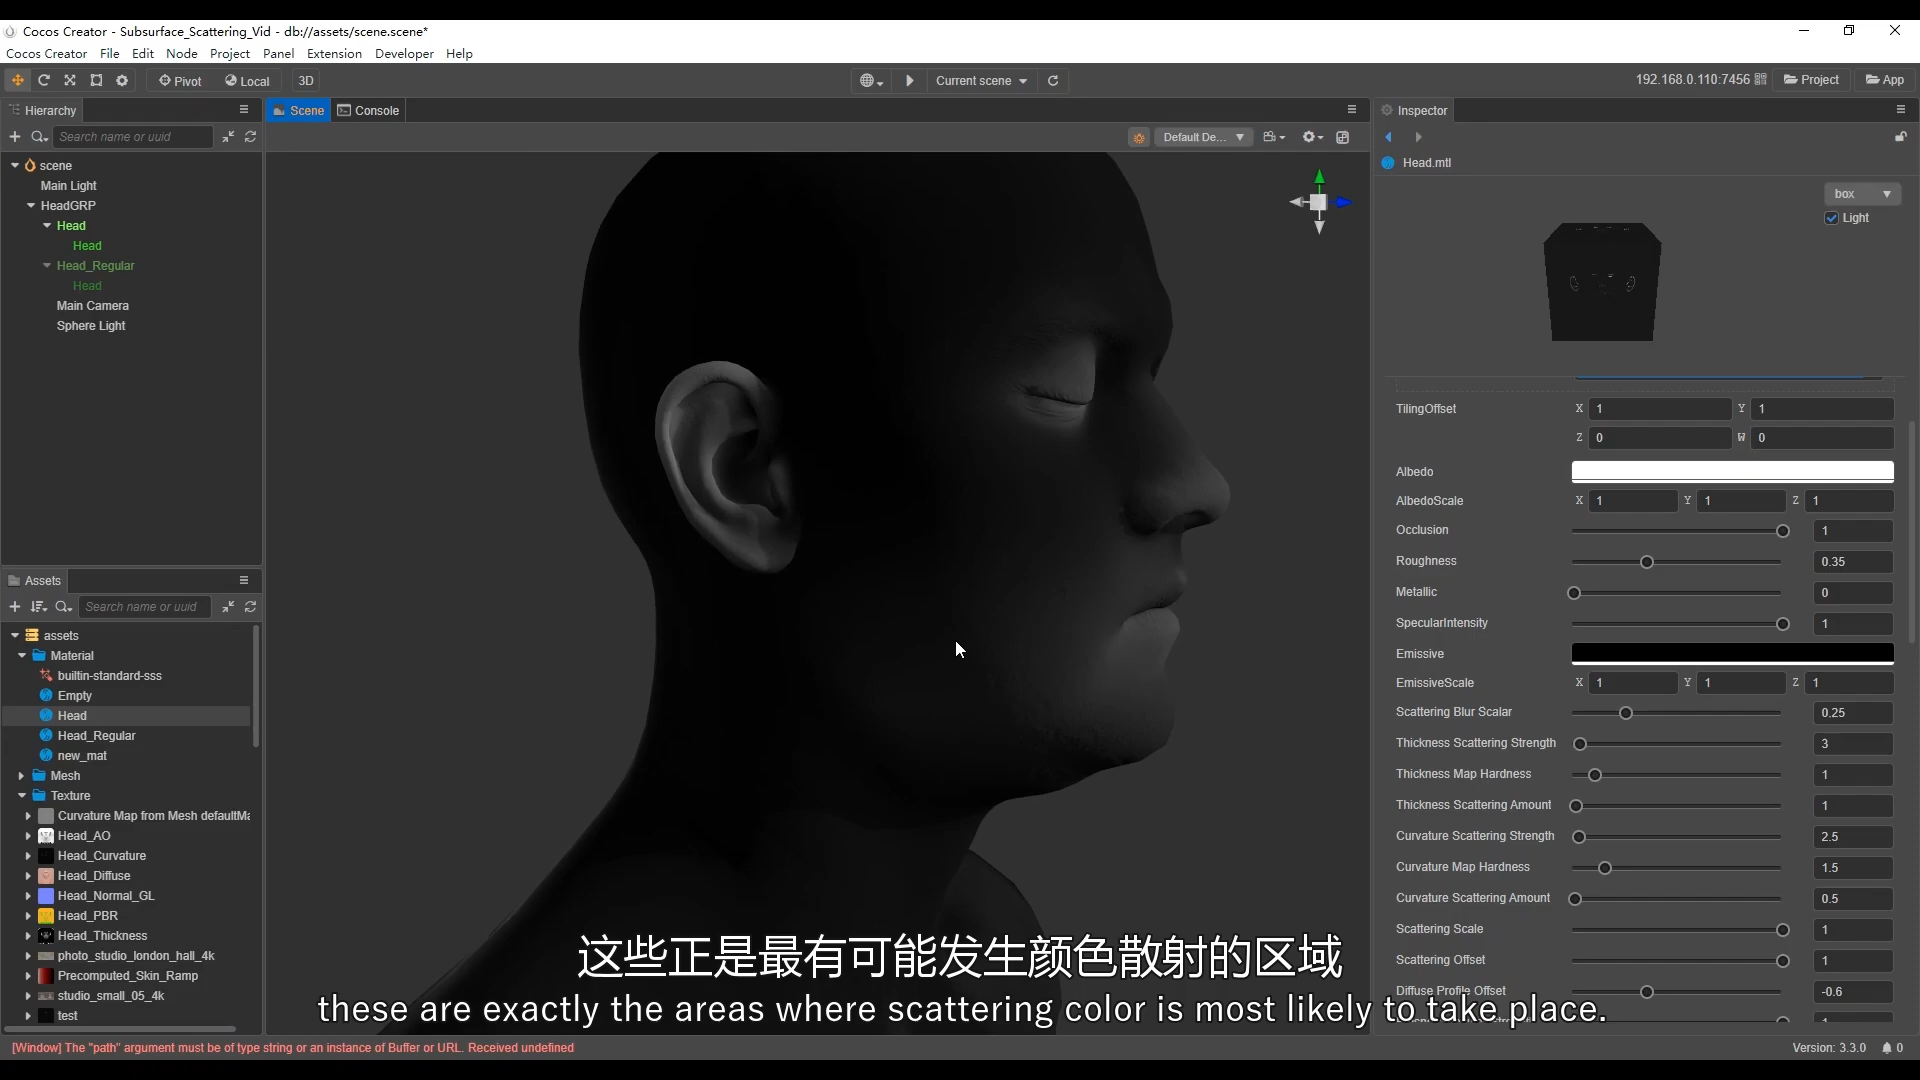 Cocos Creator - Subsurface_Scattering_Vid - db://assets/scene.scene*
Cocos Creator File Edit Node Project Panel Extension Developer Help
Pivot Local 3D Current scene 192.168.0.110:7456 Project App
Hierarchy
Search name or uuid
scene
Main Light
HeadGRP
Head
Head
Head_Regular
Head
Main Camera
Sphere Light
Assets
Search name or uuid
assets
Material
builtin-standard-sss
Empty
Head
Head_Regular
new_mat
Mesh
Texture
Curvature Map from Mesh defaultMa
Head_AO
Head_Curvature
Head_Diffuse
Head_Normal_GL
Head_PBR
Head_Thickness
photo_studio_london_hall_4k
Precomputed_Skin_Ramp
studio_small_05_4k
test
Scene Console
Default De...
这些正是最有可能发生颜色散射的区域
these are exactly the areas where scattering color is most likely to take place.
Inspector
Head.mtl
box
Light
TilingOffset X 1 Y 1
Z 0 W 0
Albedo
AlbedoScale X 1 Y 1 Z 1
Occlusion 1
Roughness 0.35
Metallic 0
SpecularIntensity 1
Emissive
EmissiveScale X 1 Y 1 Z 1
Scattering Blur Scalar 0.25
Thickness Scattering Strength 3
Thickness Map Hardness 1
Thickness Scattering Amount 1
Curvature Scattering Strength 2.5
Curvature Map Hardness 1.5
Curvature Scattering Amount 0.5
Scattering Scale 1
Scattering Offset 1
Diffuse Profile Offset -0.6
[Window] The "path" argument must be of type string or an instance of Buffer or URL. Received undefined
Version: 3.3.0 0